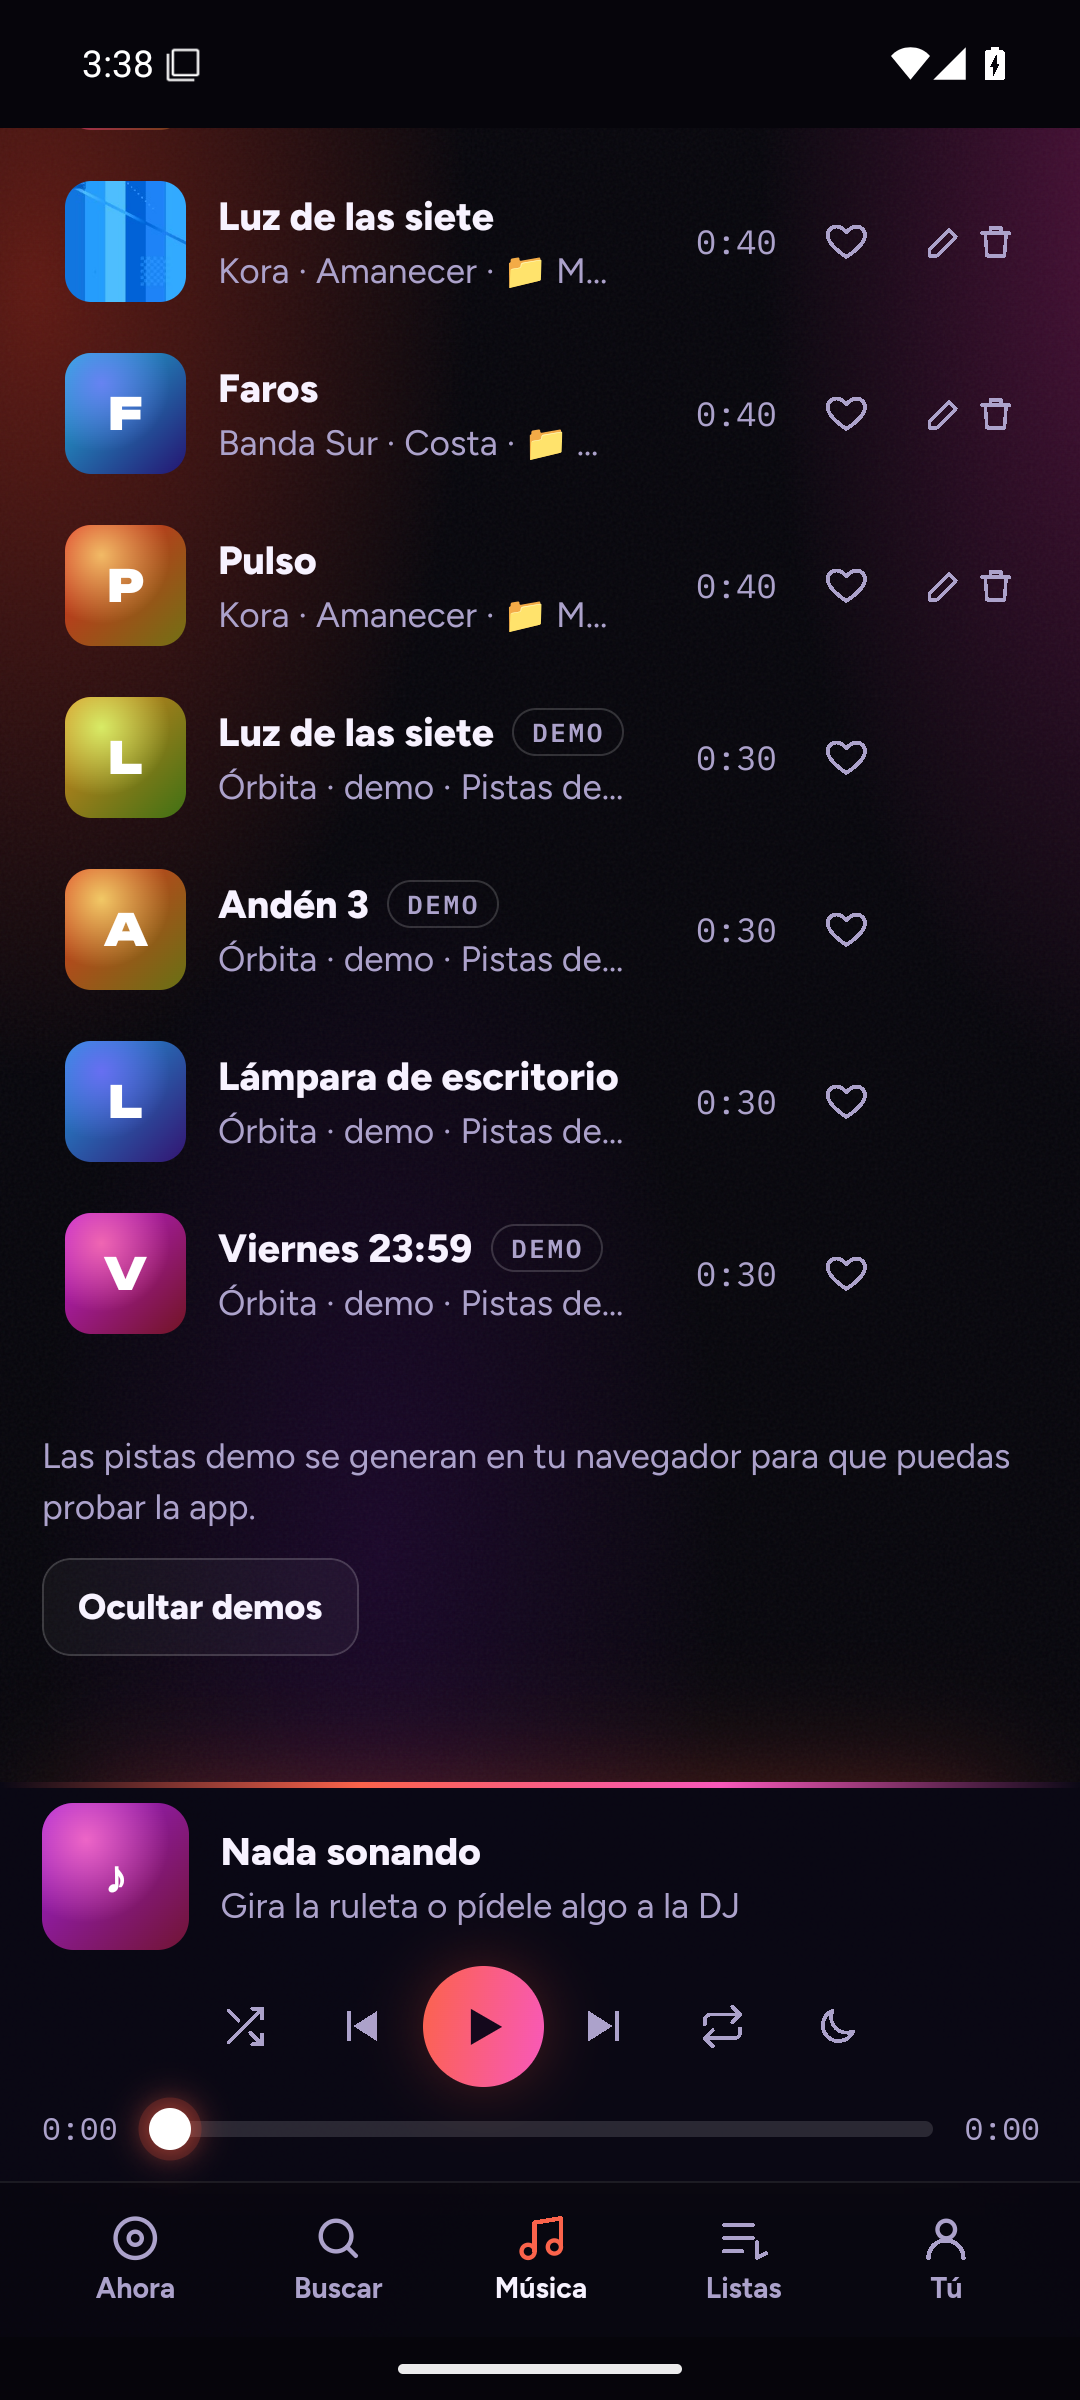 3:38
Luz de las siete
Kora · Amanecer · 📁 M...
0:40
F
Faros
Banda Sur · Costa · 📁 ...
0:40
P
Pulso
Kora · Amanecer · 📁 M...
0:40
L
Luz de las siete DEMO
Órbita · demo · Pistas de...
0:30
A
Andén 3 DEMO
Órbita · demo · Pistas de...
0:30
L
Lámpara de escritorio
Órbita · demo · Pistas de...
0:30
V
Viernes 23:59 DEMO
Órbita · demo · Pistas de...
0:30
Las pistas demo se generan en tu navegador para que puedas
probar la app.
Ocultar demos
Nada sonando
Gira la ruleta o pídele algo a la DJ
0:00 0:00
Ahora Buscar Música Listas Tú